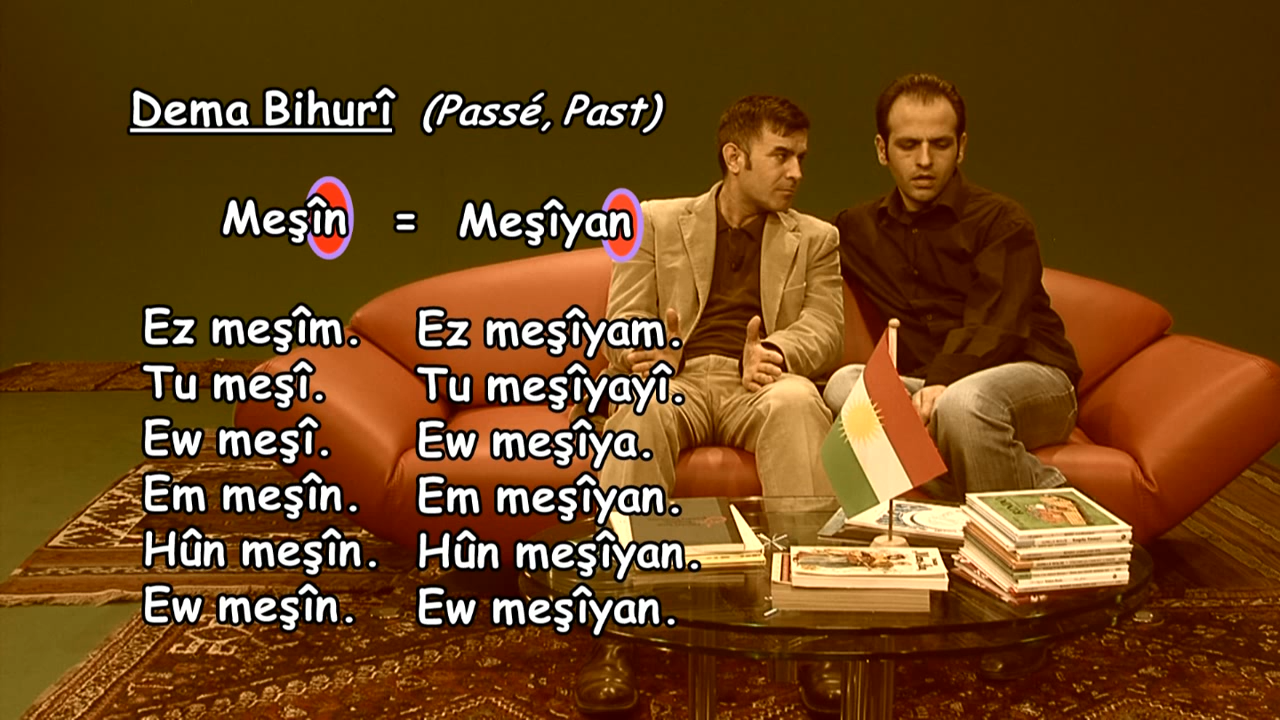 Dema Bihurî (Passé, Past)
Meşîn = Meşîyan
Ez meşîm. Ez meşîyam.
Tu meşî. Tu meşîyayî.
Ew meşî. Ew meşîya.
Em meşîn. Em meşîyan.
Hûn meşîn. Hûn meşîyan.
Ew meşîn. Ew meşîyan.